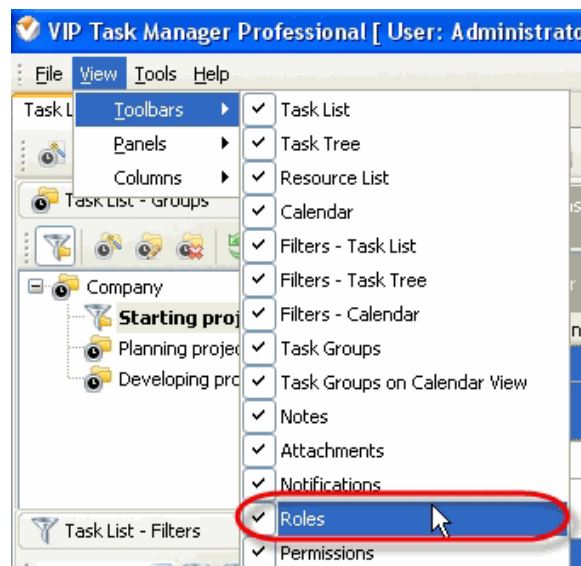 VIP Task Manager Professional [ User: Administrato
File View Tools Help
Task L
Toolbars
Panels
Columns
Task List
Task Tree
Resource List
Calendar
Filters - Task List
Filters - Task Tree
Filters - Calendar
Task Groups
Task Groups on Calendar View
Notes
Attachments
Notifications
Roles
Permissions
Task List - Groups
Company
Starting proj
Planning projec
Developing pro
Task List - Filters